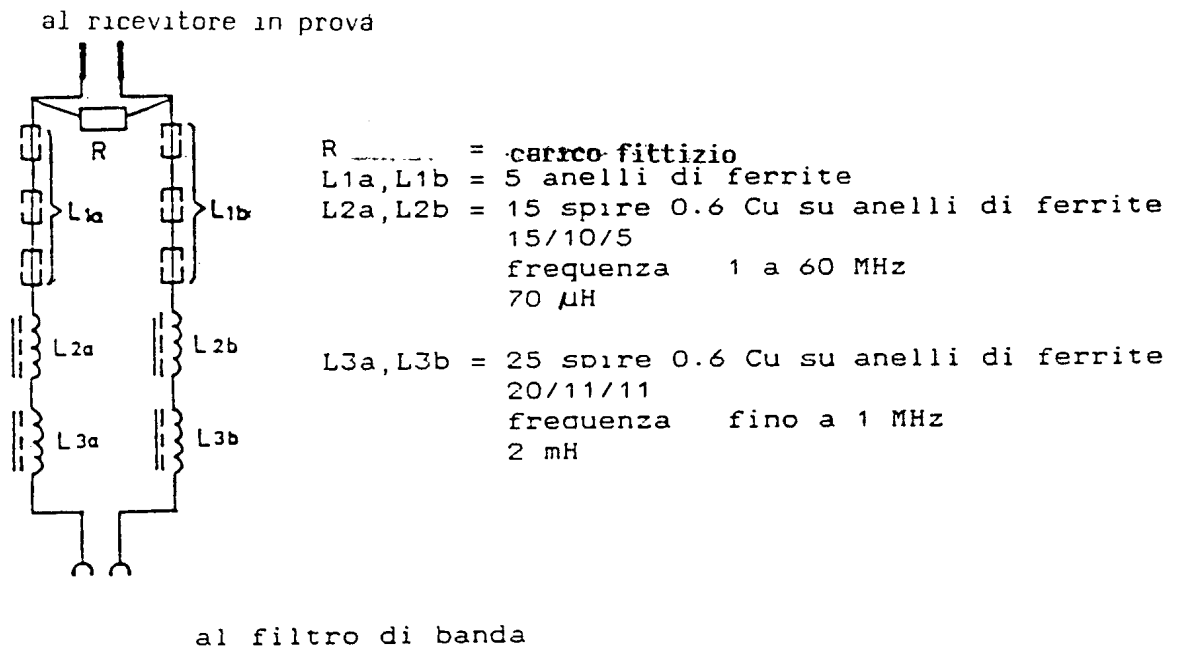 al ricevitore in prova
R
L1a
L1b
L2a
L2b
L3a
L3b
R = carico fittizio
L1a,L1b = 5 anelli di ferrite
L2a,L2b = 15 spire 0.6 Cu su anelli di ferrite
15/10/5
frequenza 1 a 60 MHz
70 µH
L3a,L3b = 25 spire 0.6 Cu su anelli di ferrite
20/11/11
frequenza fino a 1 MHz
2 mH
al filtro di banda